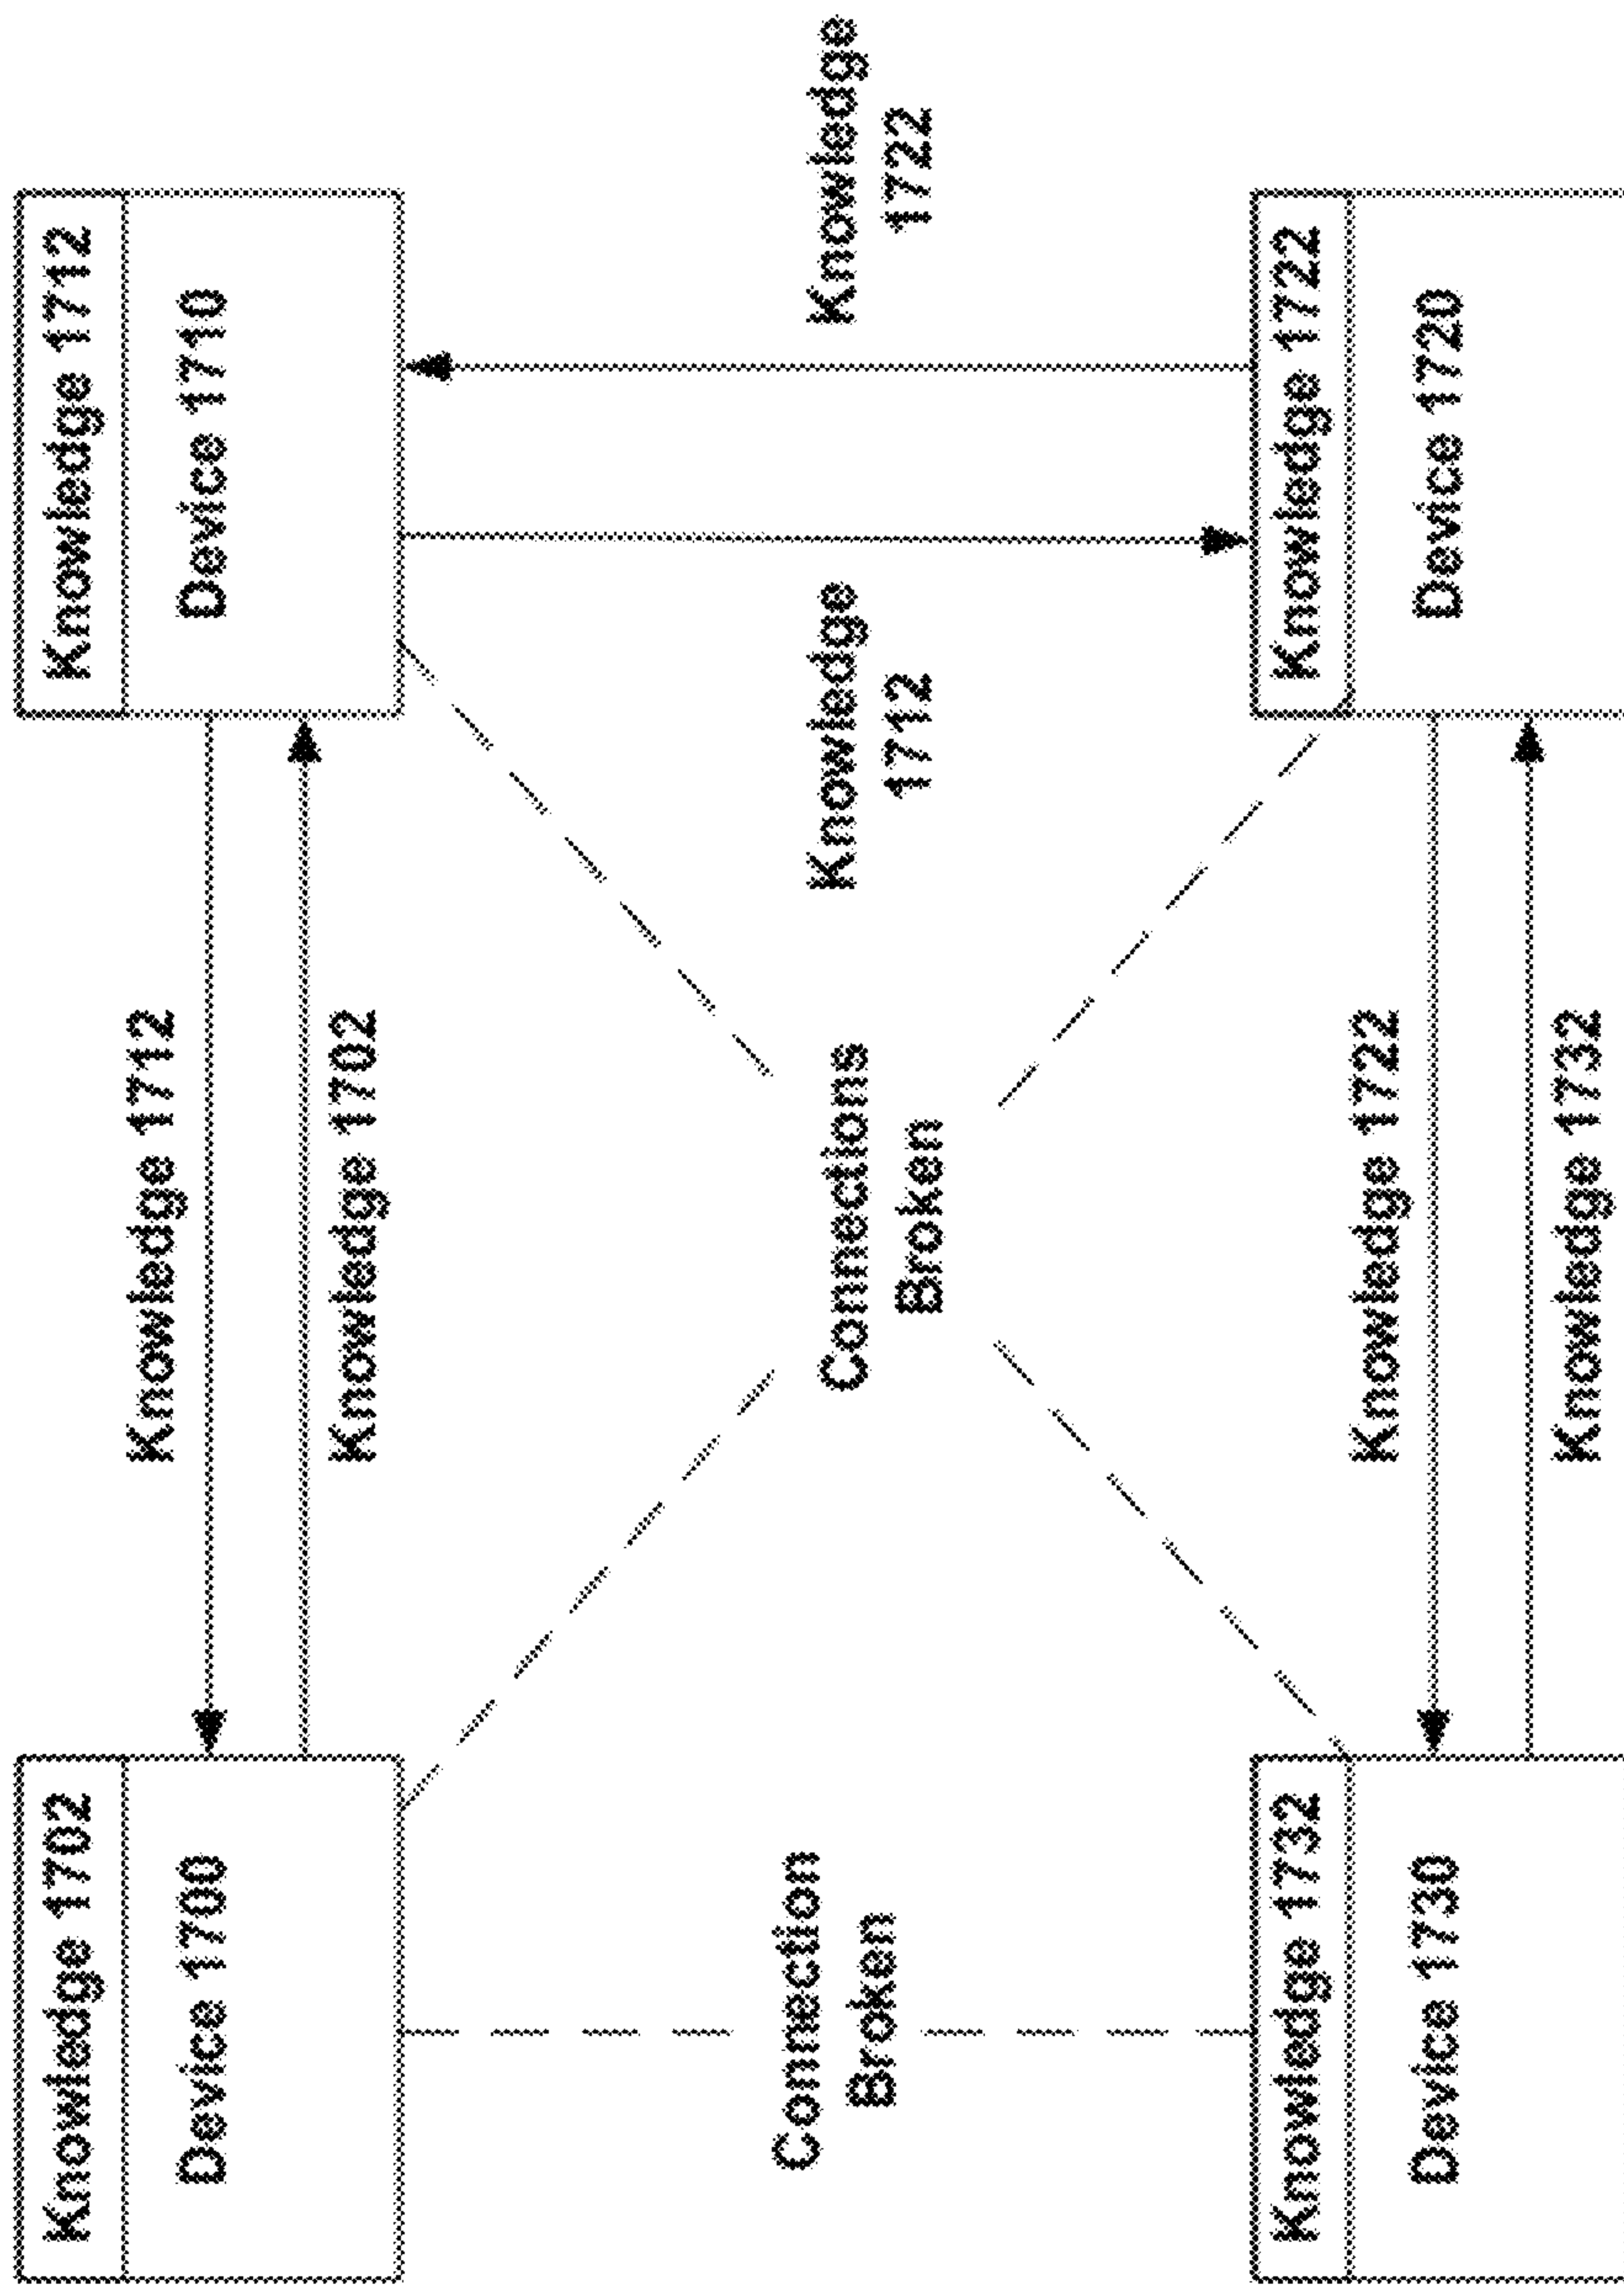 Knowledge 1702
Device 1700
Knowledge 1712
Knowledge 1702
Knowledge 1712
Device 1710
Connection
Broken
Connections
Broken
Knowledge
1712
Knowledge
1722
Knowledge 1732
Device 1730
Knowledge 1722
Knowledge 1732
Knowledge 1722
Device 1720